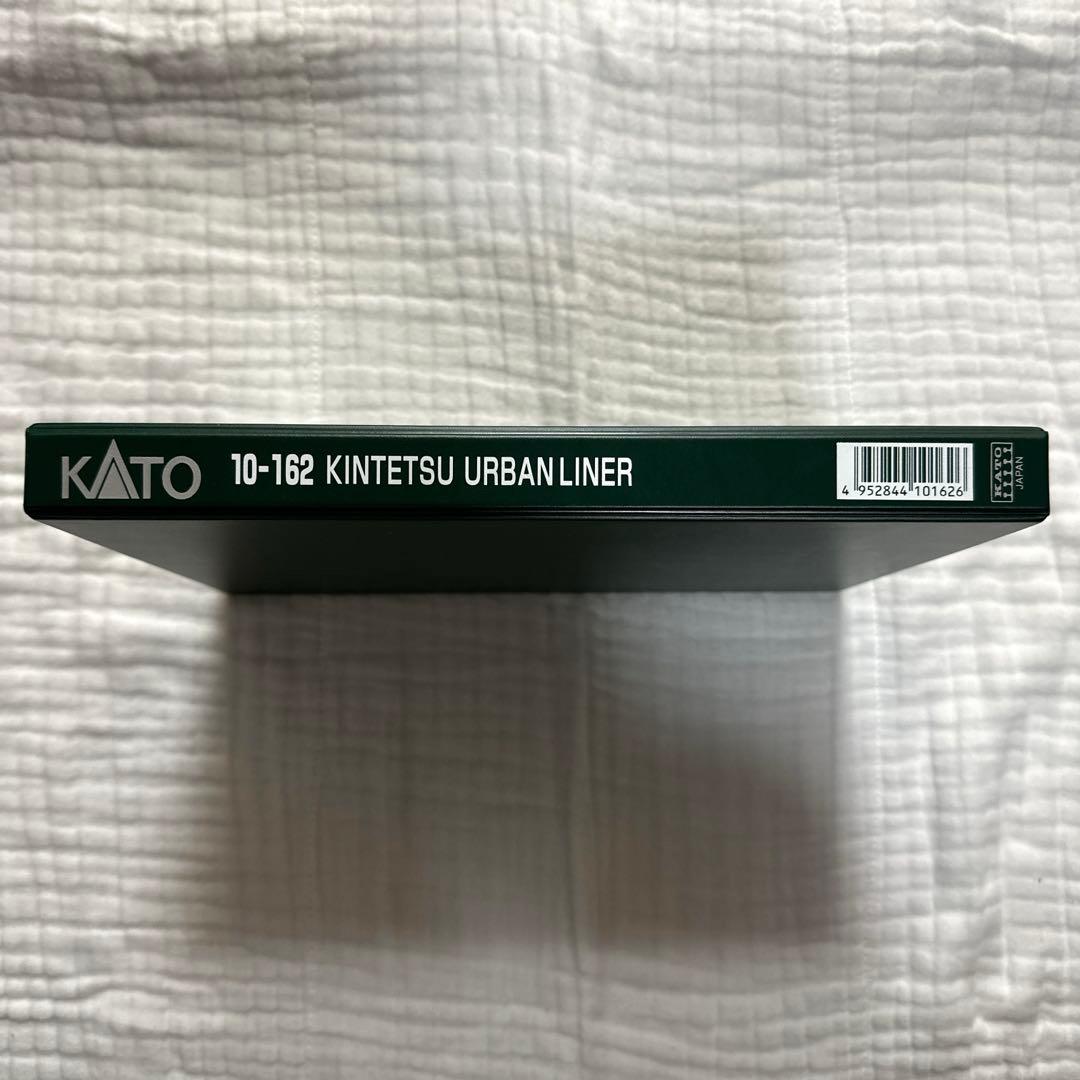 KATO 10-162 KINTETSU URBAN LINER
4 952844 101626
KATO
JAPAN